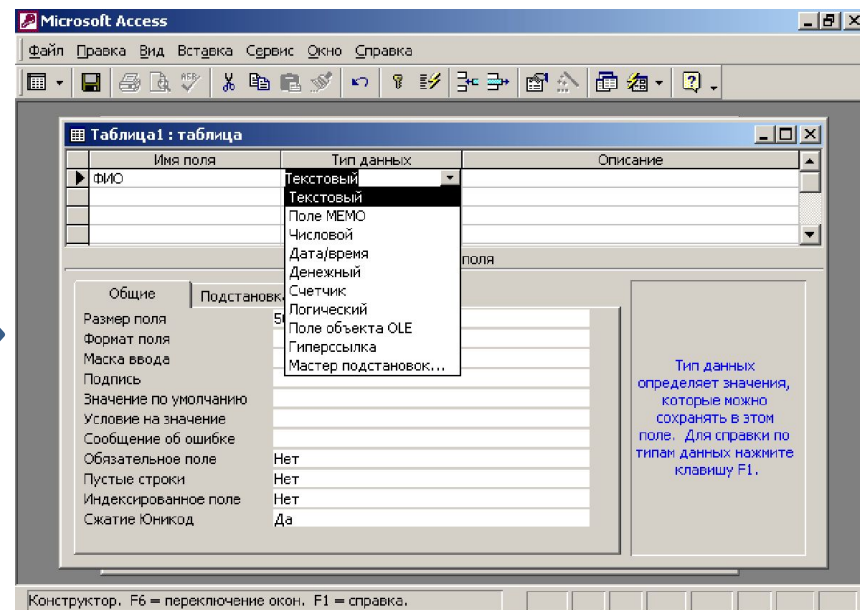 Microsoft Access
Файл Правка Вид Вставка Сервис Окно Справка
Таблица1 : таблица
Имя поля Тип данных Описание
ФИО Текстовый
Текстовый
Поле МЕМО
Числовой
Дата/время
поля
Денежный
Счетчик
Логический
Поле объекта OLE
Гиперссылка
Мастер подстановок...
Общие
Размер поля
Формат поля
Маска ввода
Подпись
Значение по умолчанию
Условие на значение
Сообщение об ошибке
Обязательное поле Нет
Пустые строки Нет
Индексированное поле Нет
Сжатие Юникод Да
Тип данных
определяет значения,
которые можно
сохранять в этом
поле. Для справки по
типам данных нажмите
клавишу F1.
Конструктор. F6 = переключение окон. F1 = справка.